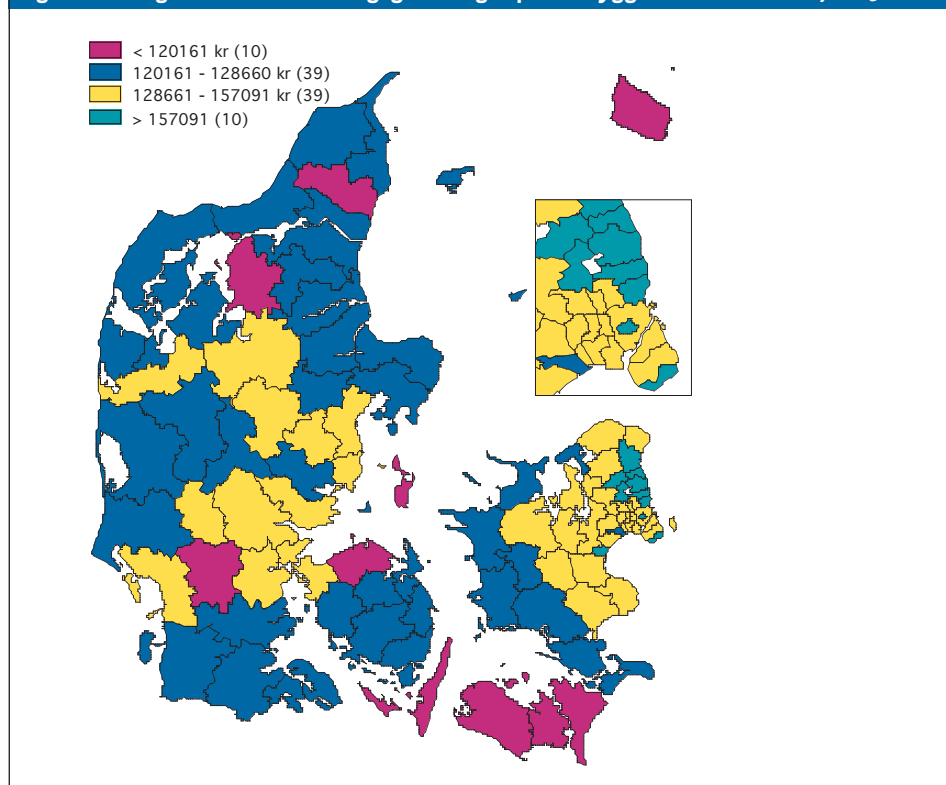 < 120161 kr (10)
120161 - 128660 kr (39)
128661 - 157091 kr (39)
> 157091 (10)